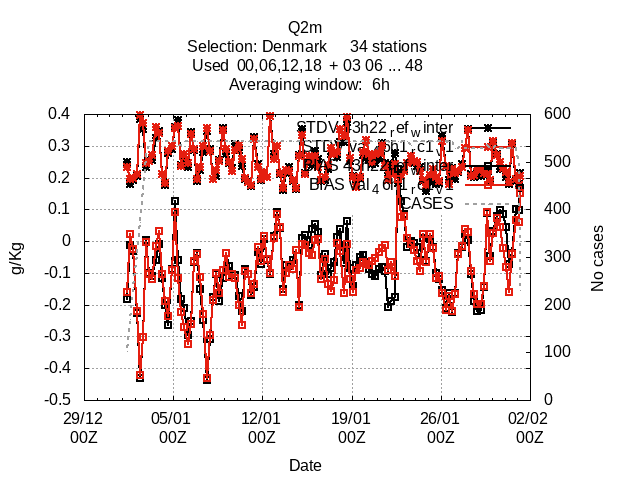 Q2m
Selection: Denmark 34 stations
Used 00,06,12,18 + 03 06 ... 48
Averaging window: 6h
0.4
0.3
0.2
0.1
0
-0.1
-0.2
-0.3
-0.4
-0.5
600
500
400
300
200
100
0
g/Kg
No cases
STDV
BIAS
CASES
29/12 05/01 12/01 19/01 26/01 02/02
00Z 00Z 00Z 00Z 00Z 00Z
Date